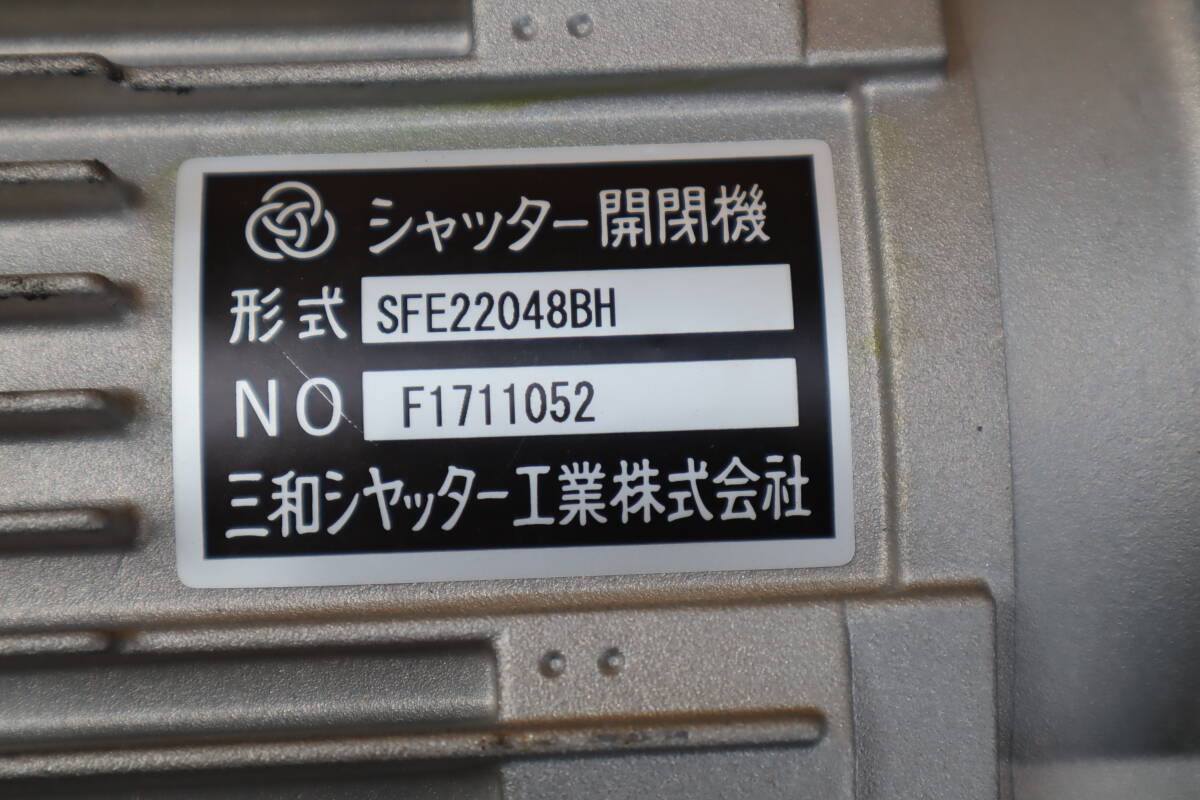 シャッター開閉機
形式 SFE22048BH
NO F1711052
三和シヤッター工業株式会社